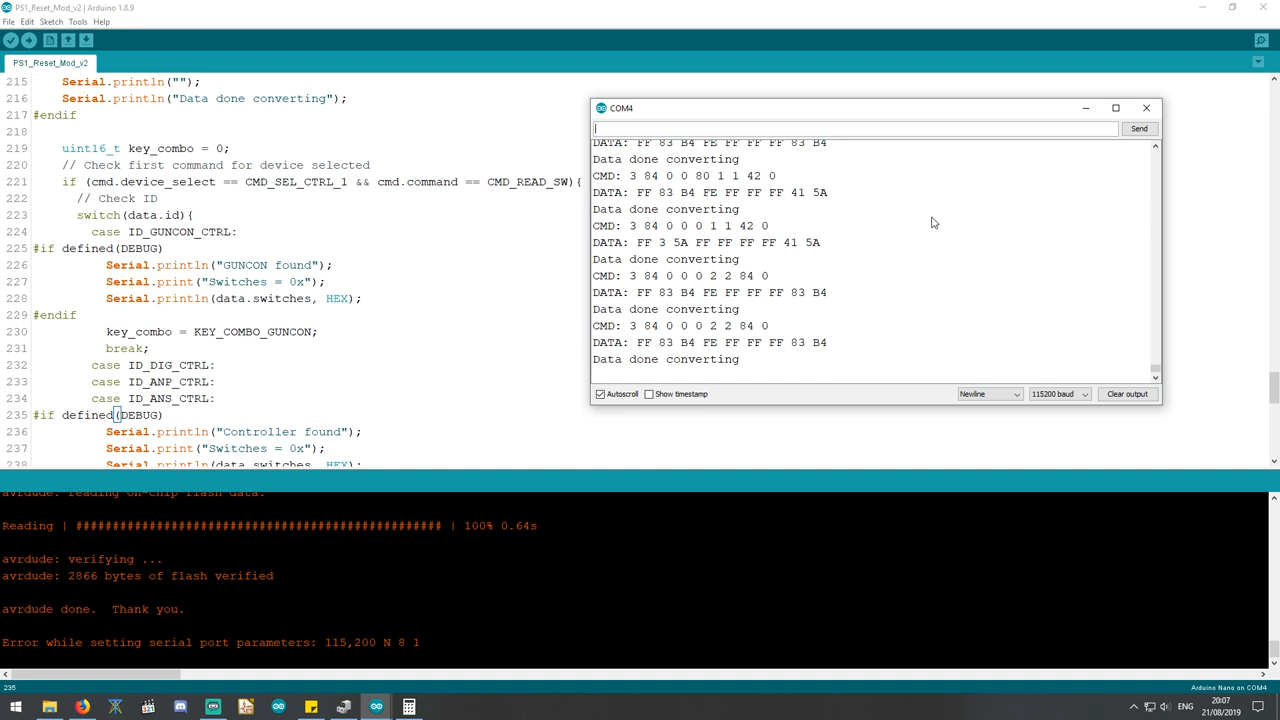 PS1_Reset_Mod_v2 | Arduino 1.8.9
File Edit Sketch Tools Help
PS1_Reset_Mod_v2
215 Serial.println("");
216 Serial.println("Data done converting");
217 #endif
218
219 uint16_t key_combo = 0;
220 // Check first command for device selected
221 if (cmd.device_select == CMD_SEL_CTRL_1 && cmd.command == CMD_READ_SW){
222 // Check ID
223 switch(data.id){
224 case ID_GUNCON_CTRL:
225 #if defined(DEBUG)
226 Serial.println("GUNCON found");
227 Serial.print("Switches = 0x");
228 Serial.println(data.switches, HEX);
229 #endif
230 key_combo = KEY_COMBO_GUNCON;
231 break;
232 case ID_DIG_CTRL:
233 case ID_ANP_CTRL:
234 case ID_ANS_CTRL:
235 #if defined(DEBUG)
236 Serial.println("Controller found");
237 Serial.print("Switches = 0x");
238 Serial.println(data.switches, HEX);
COM4
Send
DATA: FF 83 B4 FE FF FF FF 83 B4
Data done converting
CMD: 3 84 0 0 80 1 1 42 0
DATA: FF 83 B4 FE FF FF FF 41 5A
Data done converting
CMD: 3 84 0 0 0 1 1 42 0
DATA: FF 3 5A FF FF FF FF 41 5A
Data done converting
CMD: 3 84 0 0 0 2 2 84 0
DATA: FF 83 B4 FE FF FF FF 83 B4
Data done converting
CMD: 3 84 0 0 0 2 2 84 0
DATA: FF 83 B4 FE FF FF FF 83 B4
Data done converting
Autoscroll Show timestamp Newline 115200 baud Clear output
avrdude: reading on-chip flash data:
Reading | ################################################## | 100% 0.64s
avrdude: verifying ...
avrdude: 2866 bytes of flash verified
avrdude done. Thank you.
Error while setting serial port parameters: 115,200 N 8 1
235 Arduino Nano on COM4
ENG
20:07
21/08/2019